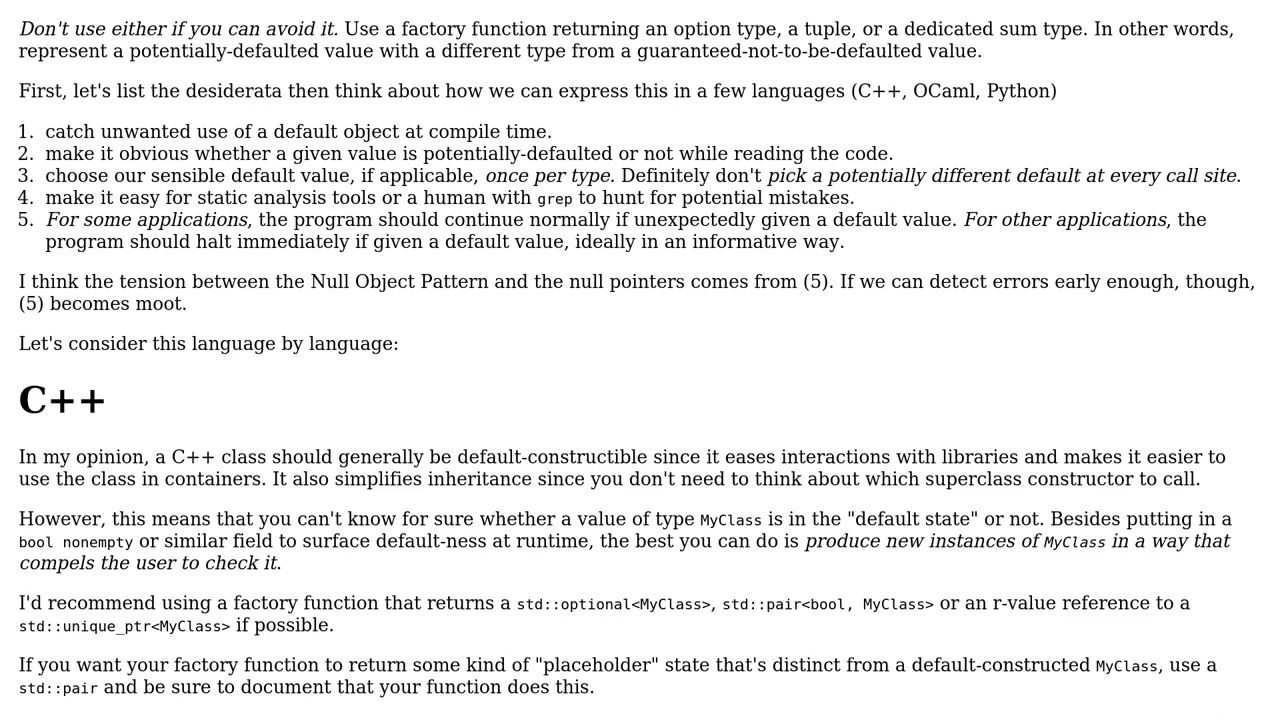 Don't use either if you can avoid it. Use a factory function returning an option type, a tuple, or a dedicated sum type. In other words,
represent a potentially-defaulted value with a different type from a guaranteed-not-to-be-defaulted value.
First, let's list the desiderata then think about how we can express this in a few languages (C++, OCaml, Python)
1. catch unwanted use of a default object at compile time.
2. make it obvious whether a given value is potentially-defaulted or not while reading the code.
3. choose our sensible default value, if applicable, once per type. Definitely don't pick a potentially different default at every call site.
4. make it easy for static analysis tools or a human with grep to hunt for potential mistakes.
5. For some applications, the program should continue normally if unexpectedly given a default value. For other applications, the
program should halt immediately if given a default value, ideally in an informative way.
I think the tension between the Null Object Pattern and the null pointers comes from (5). If we can detect errors early enough, though,
(5) becomes moot.
Let's consider this language by language:
C++
In my opinion, a C++ class should generally be default-constructible since it eases interactions with libraries and makes it easier to
use the class in containers. It also simplifies inheritance since you don't need to think about which superclass constructor to call.
However, this means that you can't know for sure whether a value of type MyClass is in the "default state" or not. Besides putting in a
bool nonempty or similar field to surface default-ness at runtime, the best you can do is produce new instances of MyClass in a way that
compels the user to check it.
I'd recommend using a factory function that returns a std::optional<MyClass>, std::pair<bool, MyClass> or an r-value reference to a
std::unique_ptr<MyClass> if possible.
If you want your factory function to return some kind of "placeholder" state that's distinct from a default-constructed MyClass, use a
std::pair and be sure to document that your function does this.